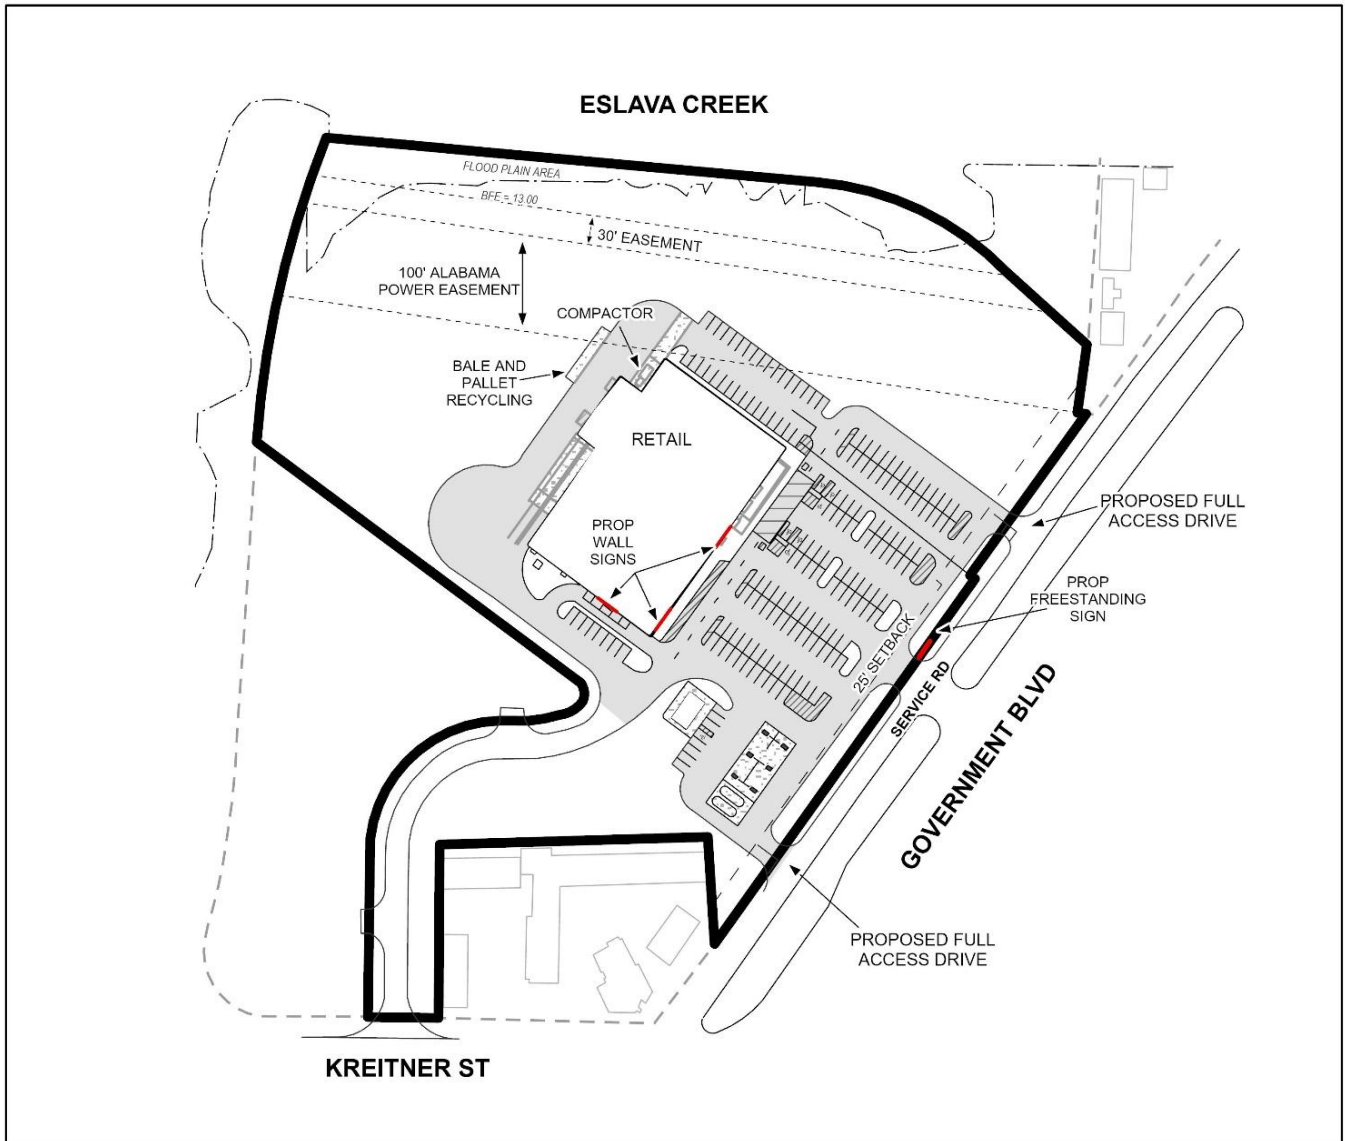 ESLAVA CREEK
FLOOD PLAIN AREA
BFE = 13.00
30' EASEMENT
100' ALABAMA
POWER EASEMENT
COMPACTOR
BALE AND
PALLET
RECYCLING
RETAIL
PROP
WALL
SIGNS
PROPOSED FULL
ACCESS DRIVE
PROP
FREESTANDING
SIGN
25' SETBACK
SERVICE RD
GOVERNMENT BLVD
PROPOSED FULL
ACCESS DRIVE
KREITNER ST